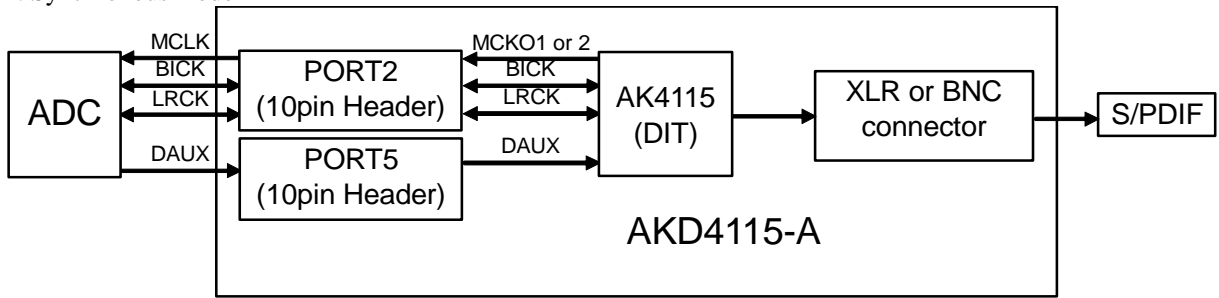 MCLK
MCKO1 or 2
BICK
BICK
LRCK
LRCK
ADC
PORT2
(10pin Header)
AK4115
(DIT)
XLR or BNC
connector
S/PDIF
DAUX
DAUX
PORT5
(10pin Header)
AKD4115-A